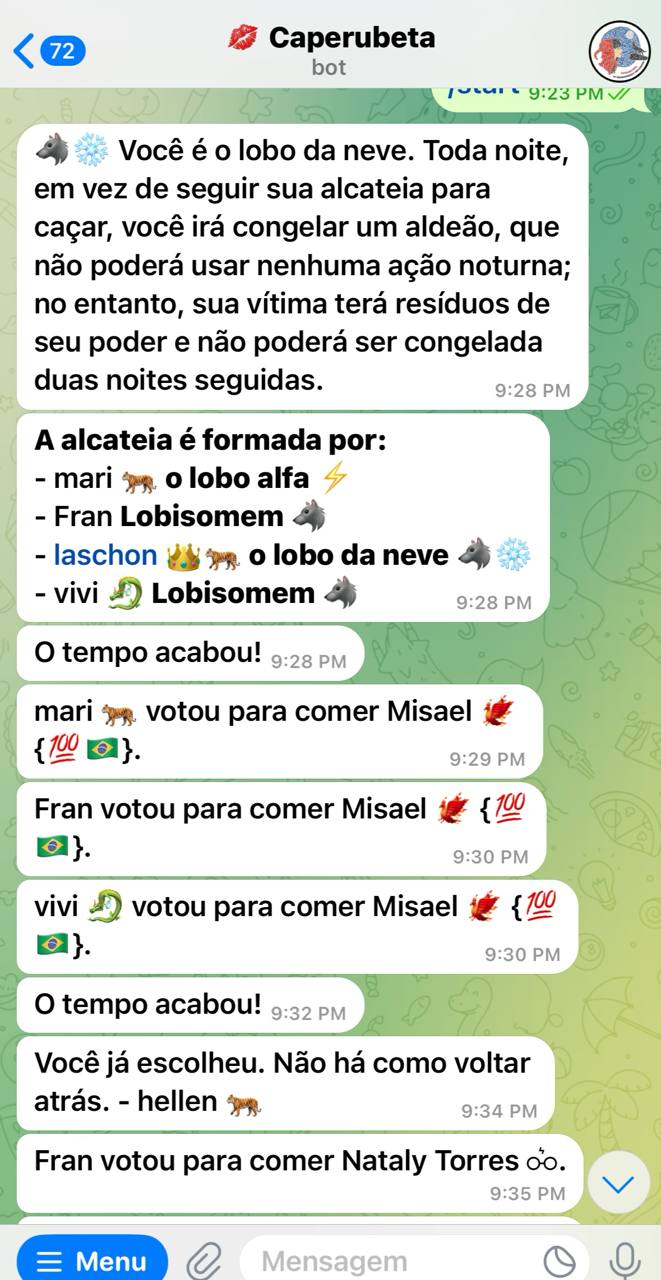 72
💋 Caperubeta
bot
/start 9:23 PM
🐺❄️ Você é o lobo da neve. Toda noite,
em vez de seguir sua alcateia para
caçar, você irá congelar um aldeão, que
não poderá usar nenhuma ação noturna;
no entanto, sua vítima terá resíduos de
seu poder e não poderá ser congelada
duas noites seguidas.
9:28 PM
A alcateia é formada por:
- mari 🐅 o lobo alfa ⚡
- Fran Lobisomem 🐺
- laschon 👑🐅 o lobo da neve 🐺❄️
- vivi 🐉 Lobisomem 🐺
9:28 PM
O tempo acabou! 9:28 PM
mari 🐅 votou para comer Misael 🐦‍🔥
{💯 🇧🇷}.
9:29 PM
Fran votou para comer Misael 🐦‍🔥 {💯
🇧🇷}.
9:30 PM
vivi 🐉 votou para comer Misael 🐦‍🔥 {💯
🇧🇷}.
9:30 PM
O tempo acabou! 9:32 PM
Você já escolheu. Não há como voltar
atrás. - hellen 🐅
9:34 PM
Fran votou para comer Nataly Torres.
9:35 PM
Menu
Mensagem